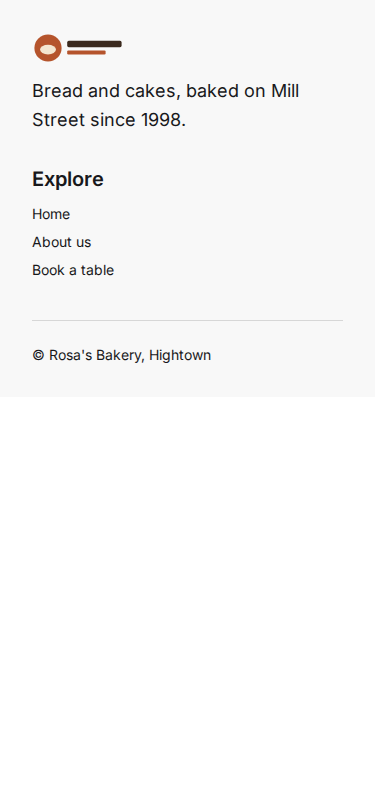 Bread and cakes, baked on Mill
Street since 1998.
Explore
Home
About us
Book a table
© Rosa's Bakery, Hightown